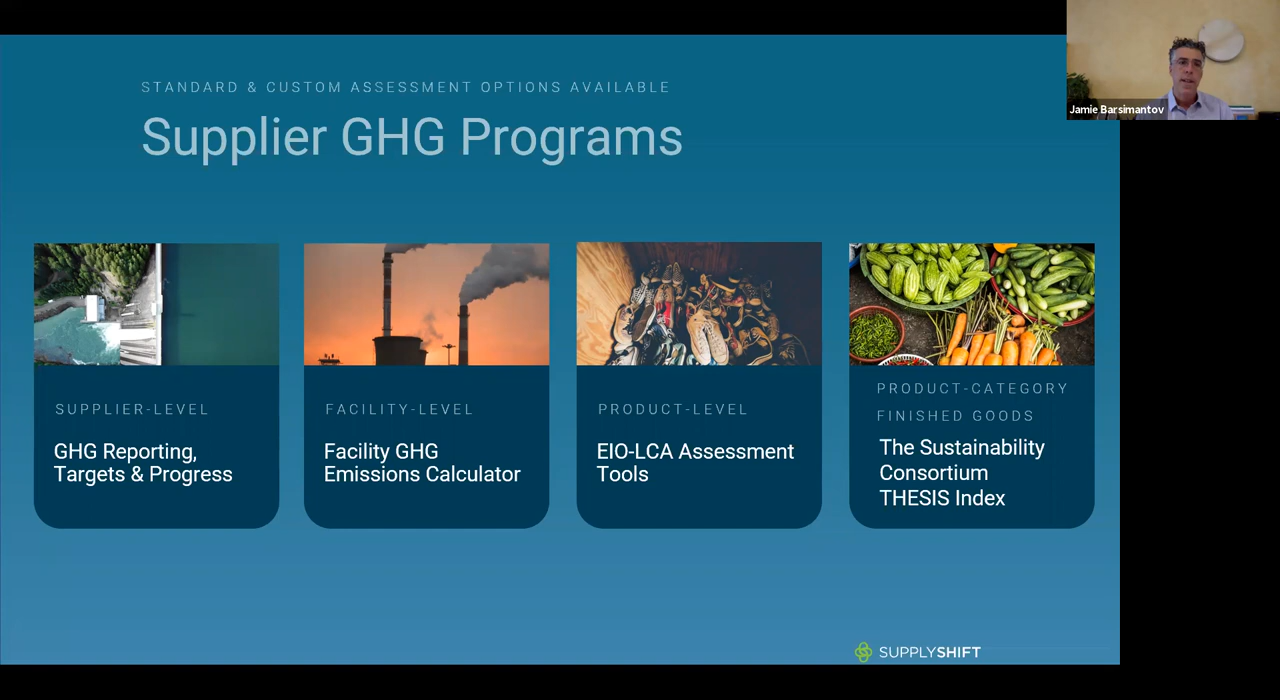 STANDARD & CUSTOM ASSESSMENT OPTIONS AVAILABLE
Supplier GHG Programs
Jamie Barsimantov
SUPPLIER-LEVEL
GHG Reporting,
Targets & Progress
FACILITY-LEVEL
Facility GHG
Emissions Calculator
PRODUCT-LEVEL
EIO-LCA Assessment
Tools
PRODUCT-CATEGORY
FINISHED GOODS
The Sustainability
Consortium
THESIS Index
SUPPLYSHIFT